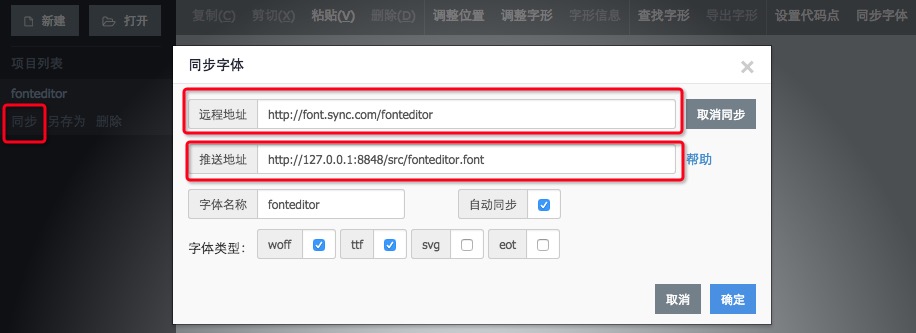 新建 打开 复制(C) 剪切(X) 粘贴(V) 删除(D) 调整位置 调整字形 字形信息 查找字形 导出字形 设置代码点 同步字体
项目列表
fonteditor
同步 另存为 删除
同步字体 ×
远程地址 http://font.sync.com/fonteditor 取消同步
推送地址 http://127.0.0.1:8848/src/fonteditor.font 帮助
字体名称 fonteditor 自动同步
字体类型： woff ttf svg eot
取消 确定